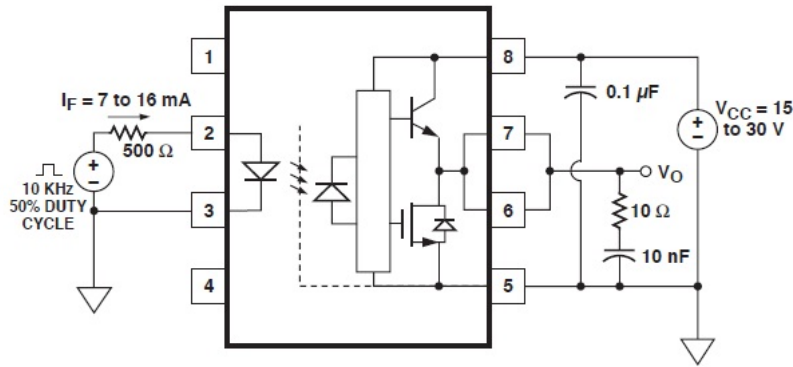 1
8
I_F = 7 to 16 mA
0.1 µF
V_CC = 15
to 30 V
2
7
500 Ω
+
−
+
−
V_O
10 KHz
50% DUTY
CYCLE
3
6
10 Ω
10 nF
4
5